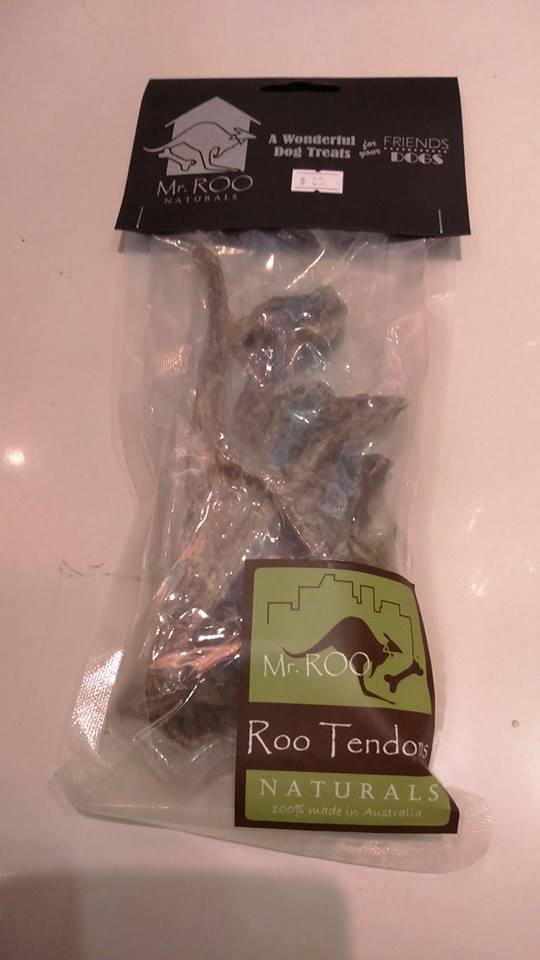 A Wonderful
Dog Treats
for
your
FRIENDS
DOGS
Mr. ROO
NATURALS
Mr. ROO
Roo Tendons
NATURALS
100% made in Australia